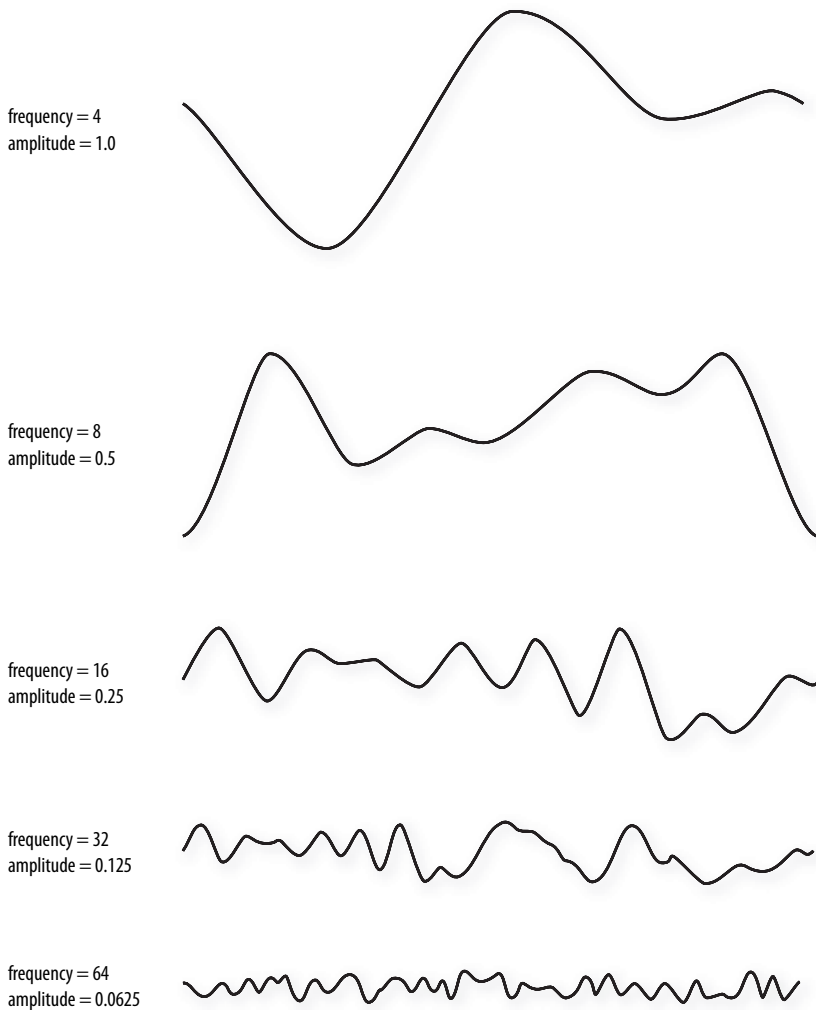 frequency = 4
amplitude = 1.0
frequency = 8
amplitude = 0.5
frequency = 16
amplitude = 0.25
frequency = 32
amplitude = 0.125
frequency = 64
amplitude = 0.0625